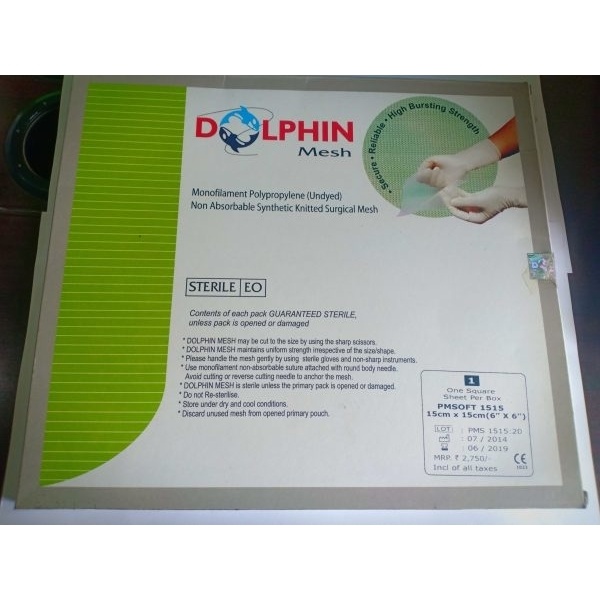 DOLPHIN
Mesh
Secure • Reliable • High Bursting Strength
Monofilament Polypropylene (Undyed)
Non Absorbable Synthetic Knitted Surgical Mesh
STERILE EO
Contents of each pack GUARANTEED STERILE,
unless pack is opened or damaged
* DOLPHIN MESH may be cut to the size by using the sharp scissors.
* DOLPHIN MESH maintains uniform strength irrespective of the size/shape.
* Please handle the mesh gently by using sterile gloves and non-sharp instruments.
* Use monofilament non-absorbable suture attached with round body needle.
Avoid cutting or reverse cutting needle to anchor the mesh.
* DOLPHIN MESH is sterile unless the primary pack is opened or damaged.
* Do not Re-sterilise.
* Store under dry and cool conditions.
* Discard unused mesh from opened primary pouch.
1
One Square
Sheet Per Box
PMSOFT 1515
15cm x 15cm(6" X 6")
LOT : PMS 1515.20
: 07 / 2014
: 06 / 2019
MRP. ₹ 2,750/-
Incl of all taxes
CE